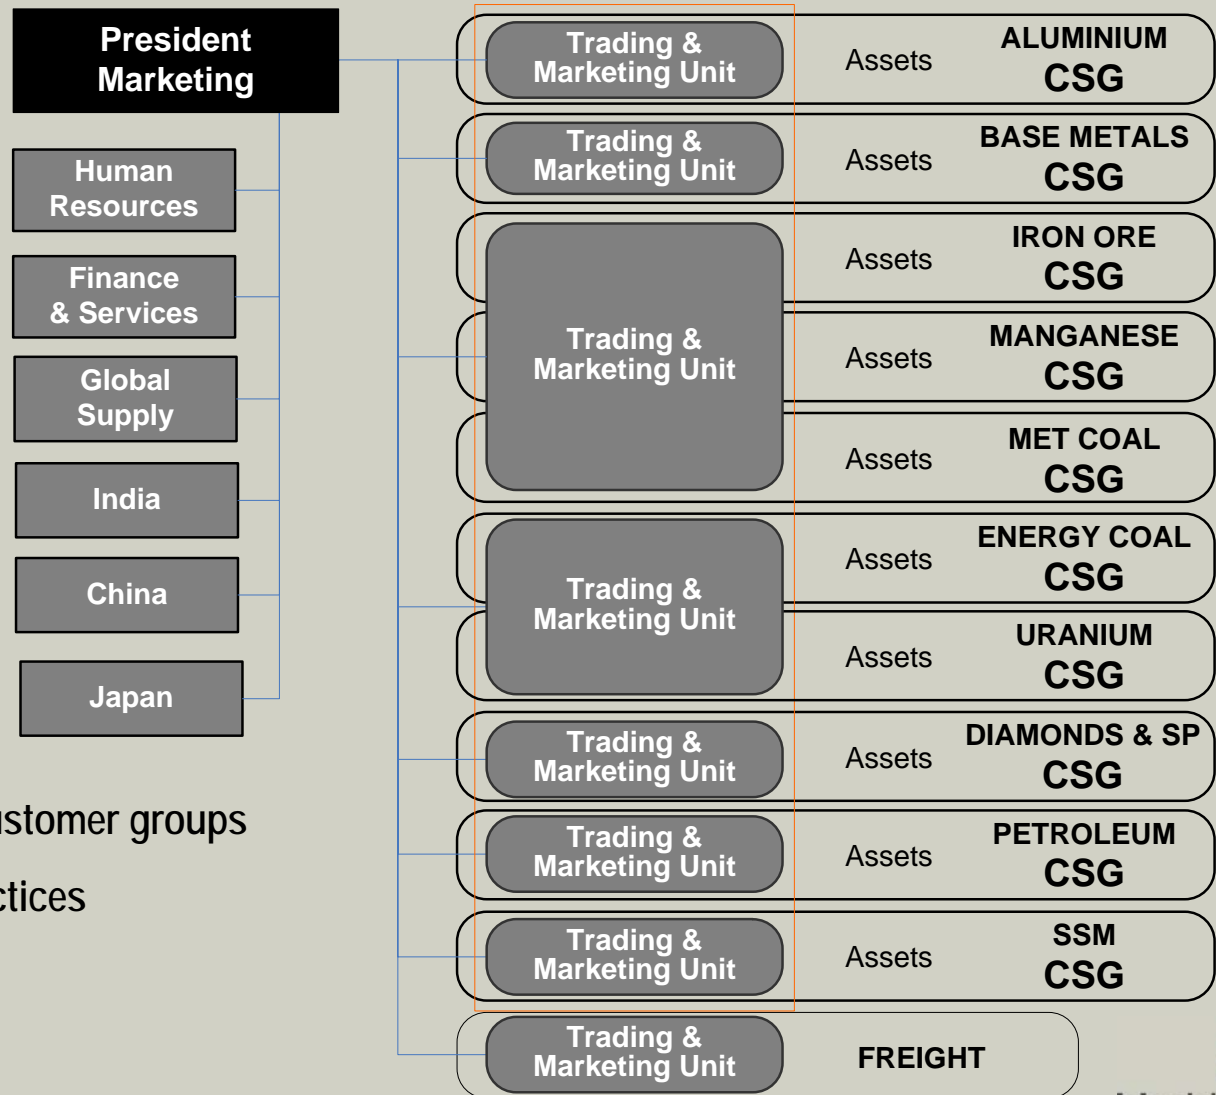 President
Marketing
Human
Resources
Finance
& Services
Global
Supply
India
China
Japan
Trading &
Marketing Unit
Assets
ALUMINIUM
CSG
Trading &
Marketing Unit
Assets
BASE METALS
CSG
Trading &
Marketing Unit
Assets
IRON ORE
CSG
Assets
MANGANESE
CSG
Assets
MET COAL
CSG
Trading &
Marketing Unit
Assets
ENERGY COAL
CSG
Assets
URANIUM
CSG
Trading &
Marketing Unit
Assets
DIAMONDS & SP
CSG
Trading &
Marketing Unit
Assets
PETROLEUM
CSG
Trading &
Marketing Unit
Assets
SSM
CSG
Trading &
Marketing Unit
FREIGHT
groups